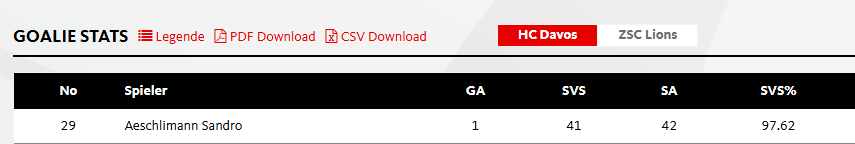 GOALIE STATS Legende PDF Download CSV Download HC Davos ZSC Lions
No Spieler GA SVS SA SVS%
29 Aeschlimann Sandro 1 41 42 97.62